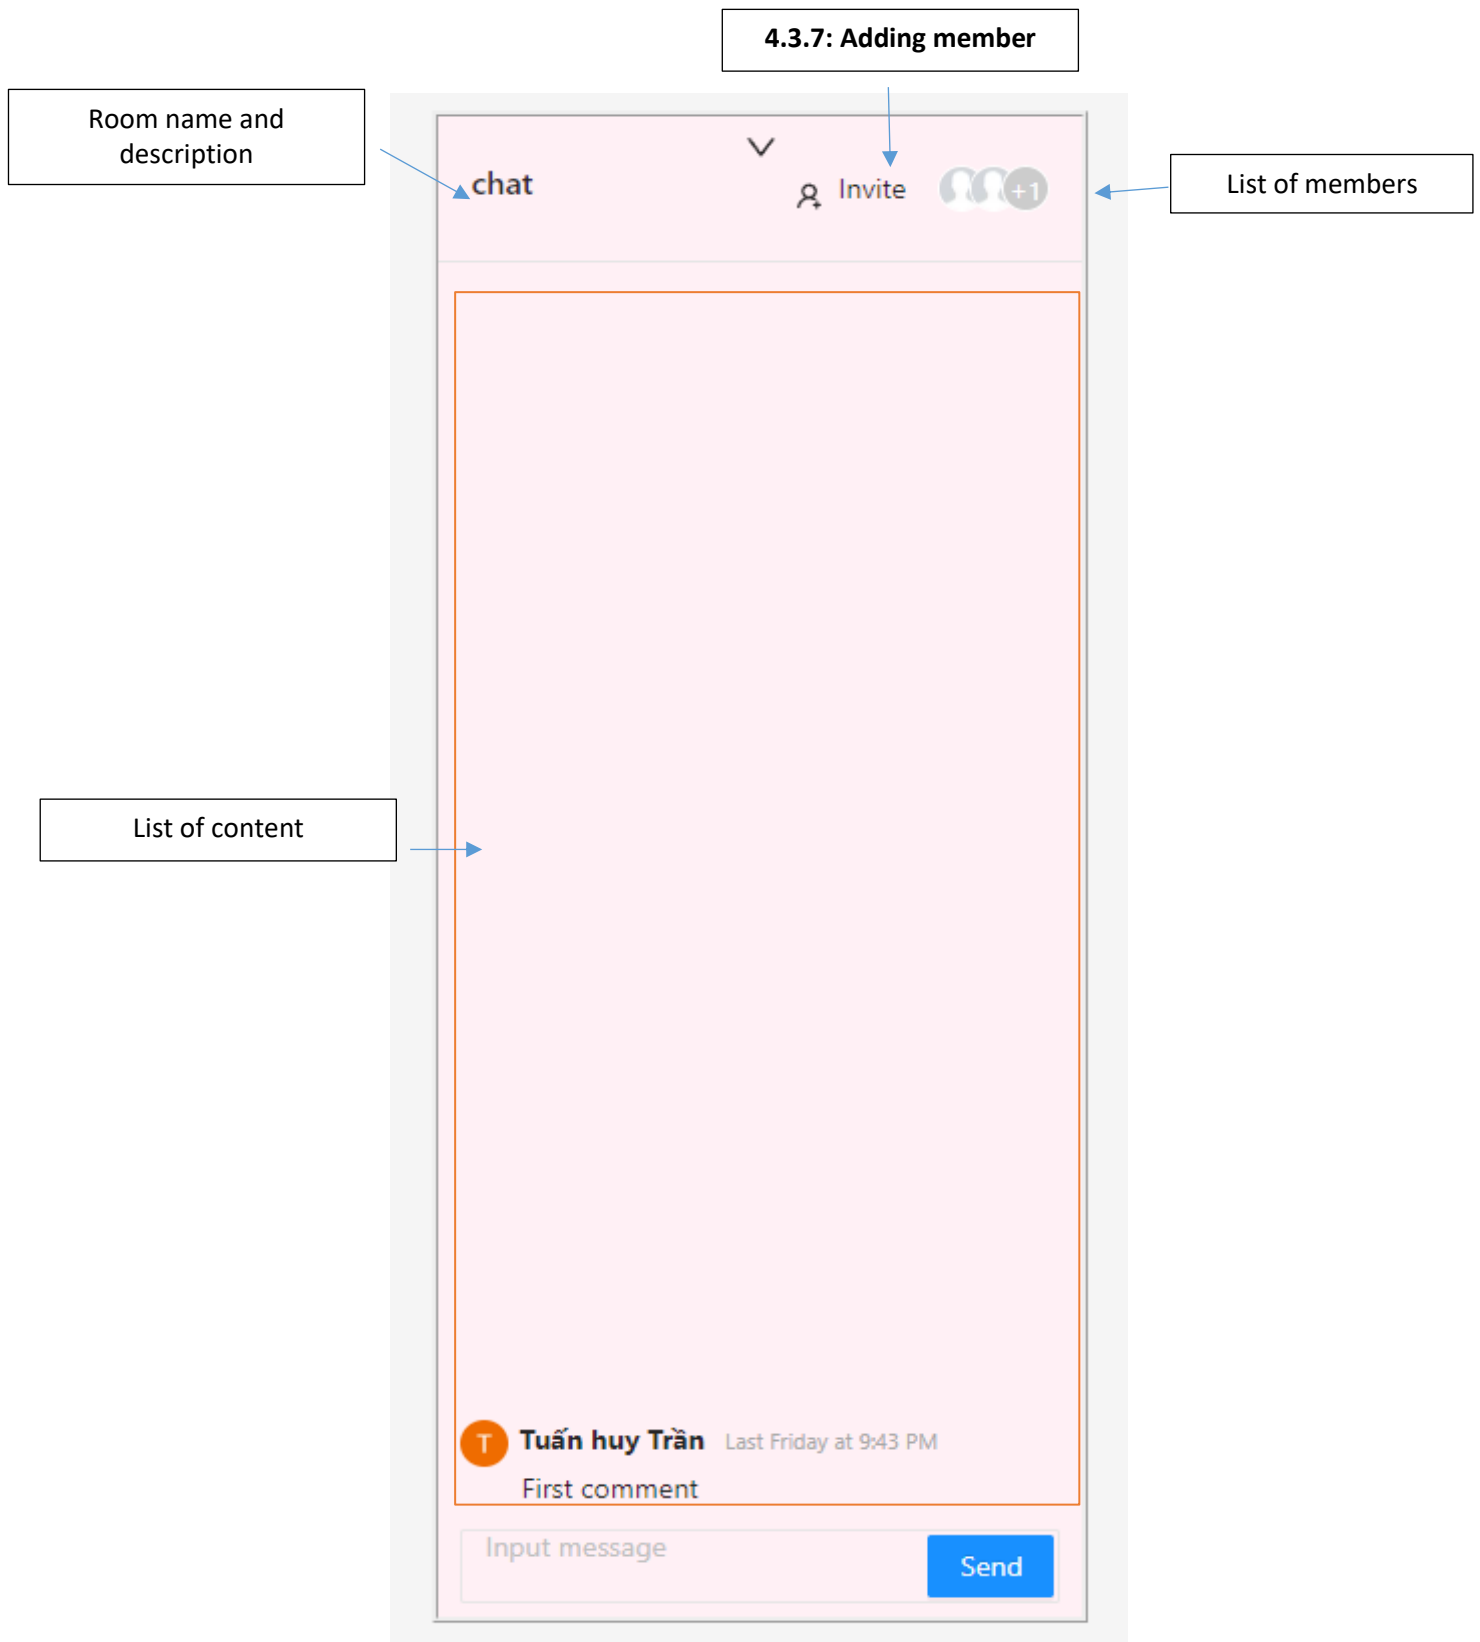 4.3.7: Adding member
Room name and
description
chat
Invite
+1
List of members
List of content
T
Tuấn huy Trần Last Friday at 9:43 PM
First comment
Input message
Send